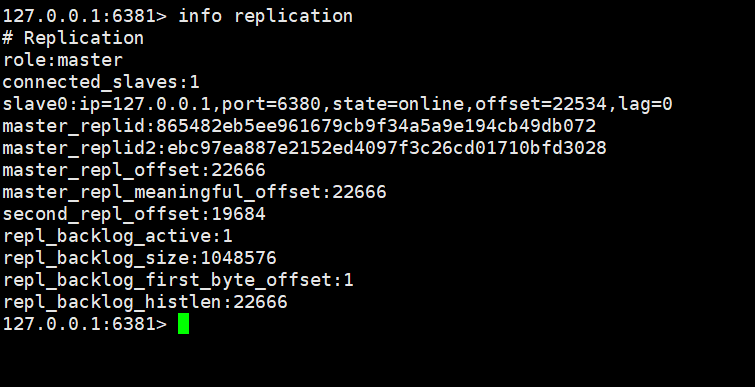 127.0.0.1:6381> info replication
# Replication
role:master
connected_slaves:1
slave0:ip=127.0.0.1,port=6380,state=online,offset=22534,lag=0
master_replid:865482eb5ee961679cb9f34a5a9e194cb49db072
master_replid2:ebc97ea887e2152ed4097f3c26cd01710bfd3028
master_repl_offset:22666
master_repl_meaningful_offset:22666
second_repl_offset:19684
repl_backlog_active:1
repl_backlog_size:1048576
repl_backlog_first_byte_offset:1
repl_backlog_histlen:22666
127.0.0.1:6381>